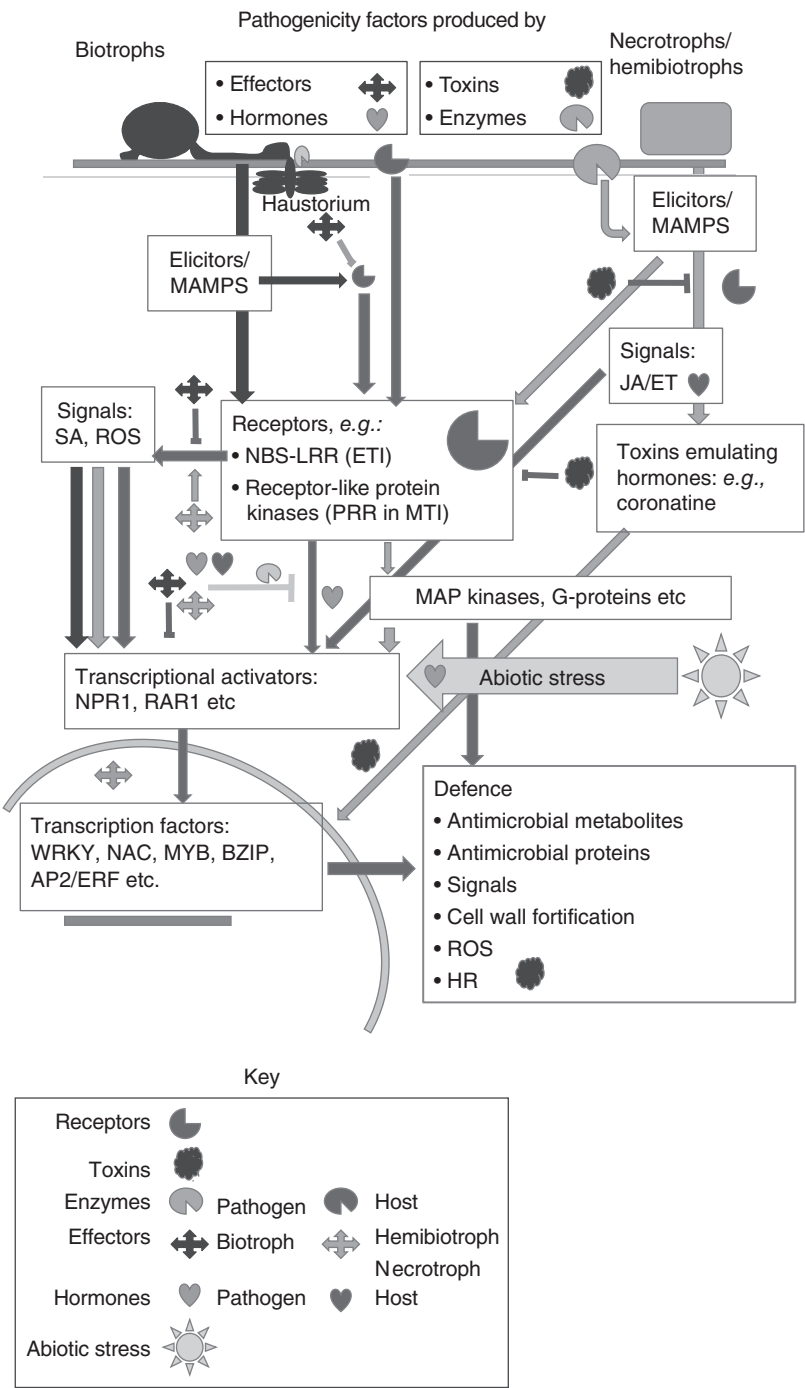 Pathogenicity factors produced by
Biotrophs
Necrotrophs/
hemibiotrophs
• Effectors
• Hormones
• Toxins
• Enzymes
Haustorium
Elicitors/
MAMPS
Elicitors/
MAMPS
Signals:
JA/ET
Signals:
SA, ROS
Receptors, e.g.:
• NBS-LRR (ETI)
• Receptor-like protein
kinases (PRR in MTI)
Toxins emulating
hormones: e.g.,
coronatine
MAP kinases, G-proteins etc
Transcriptional activators:
NPR1, RAR1 etc
Abiotic stress
Transcription factors:
WRKY, NAC, MYB, BZIP,
AP2/ERF etc.
Defence
• Antimicrobial metabolites
• Antimicrobial proteins
• Signals
• Cell wall fortification
• ROS
• HR
Key
Receptors
Toxins
Enzymes Pathogen Host
Effectors Biotroph Hemibiotroph
Necrotroph
Hormones Pathogen Host
Abiotic stress